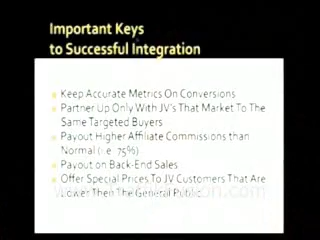 Important Keys
to Successful Integration
Keep Accurate Metrics On Conversions
Partner Up Only With JV's That Market To The
Same Targeted Buyers
Payout Higher Affiliate Commissions than
Normal (i.e. 75%)
Payout on Back-End Sales
Offer Special Prices To JV Customers That Are
Lower Then The General Public